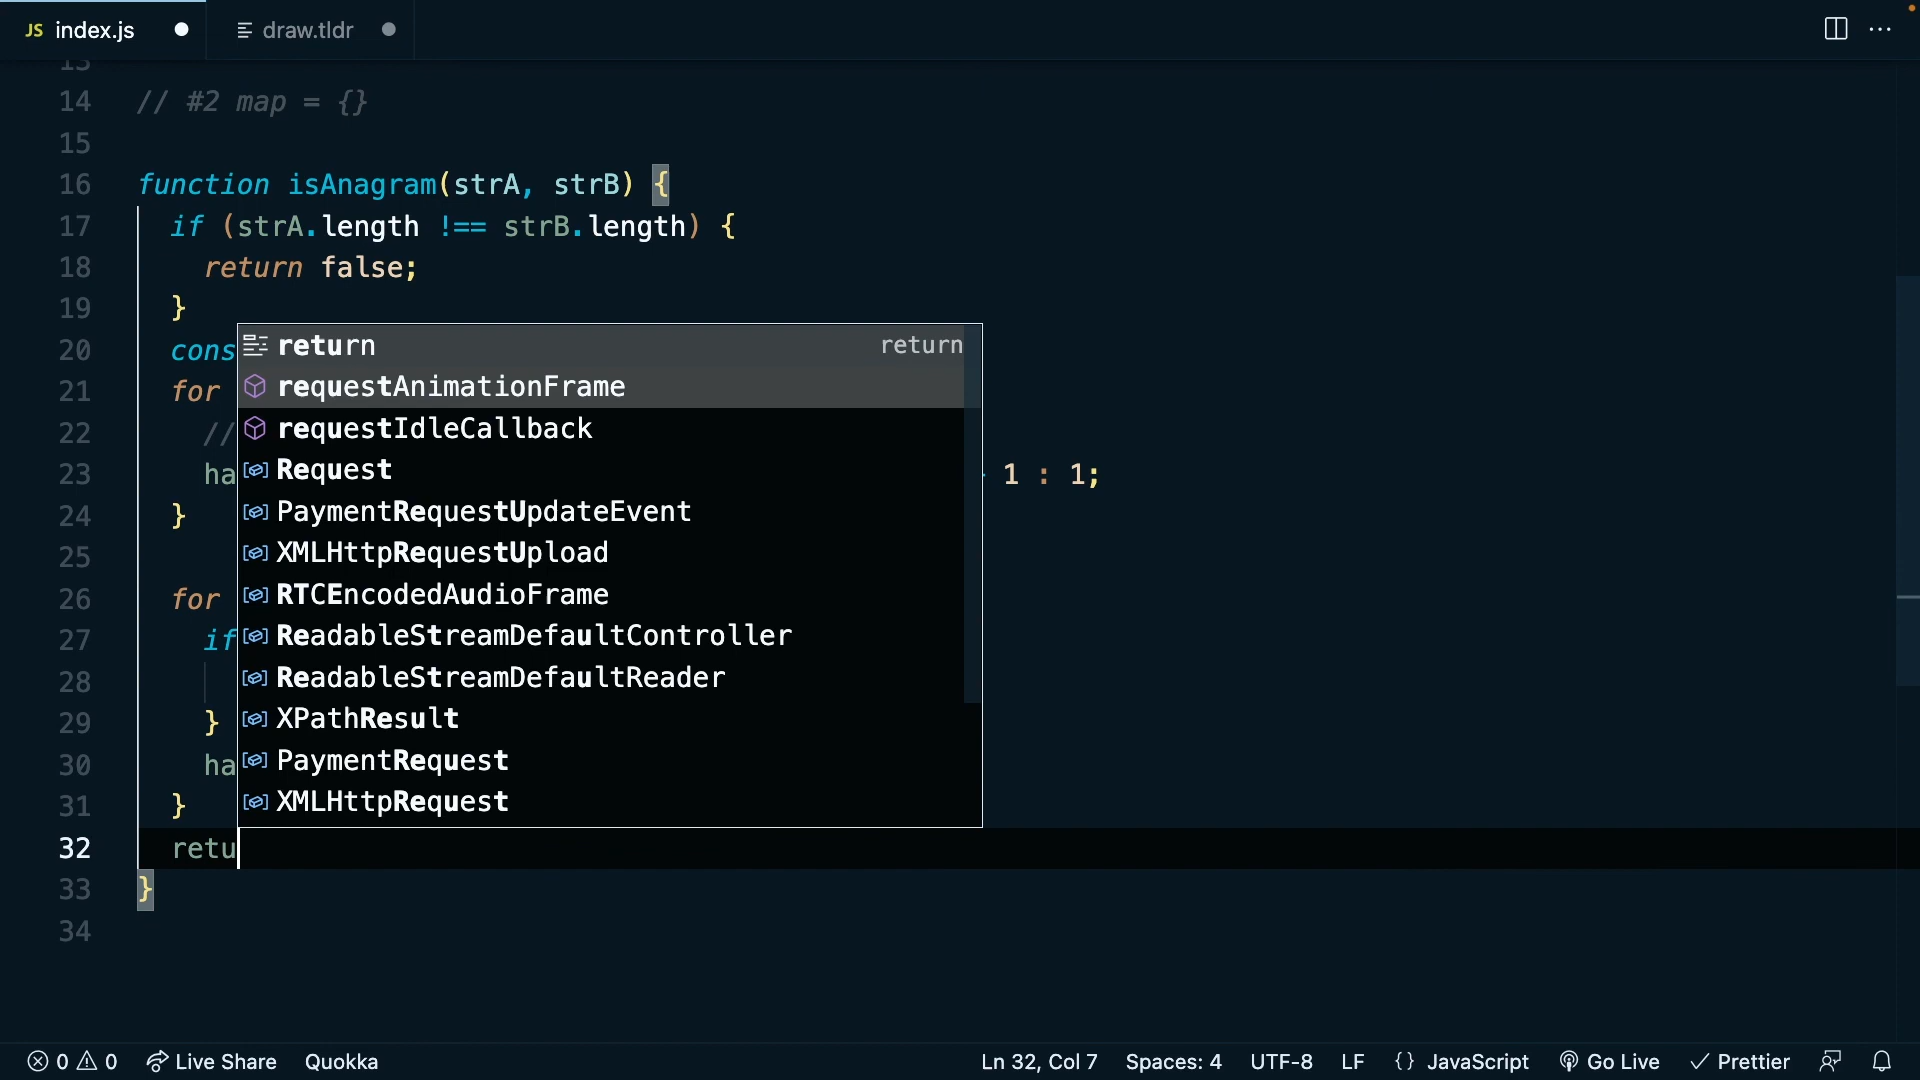 JS index.js draw.tldr
13
14 // #2 map = {}
15
16 function isAnagram(strA, strB) {
17 if (strA.length !== strB.length) {
18 return false;
19 }
20 cons
21 for
22 //
23 ha 1 : 1;
24 }
25
26 for
27 if
28
29 }
30 ha
31 }
32 retu
33 }
34
return return
requestAnimationFrame
requestIdleCallback
Request
PaymentRequestUpdateEvent
XMLHttpRequestUpload
RTCEncodedAudioFrame
ReadableStreamDefaultController
ReadableStreamDefaultReader
XPathResult
PaymentRequest
XMLHttpRequest
0 0 Live Share Quokka Ln 32, Col 7 Spaces: 4 UTF-8 LF {} JavaScript Go Live Prettier